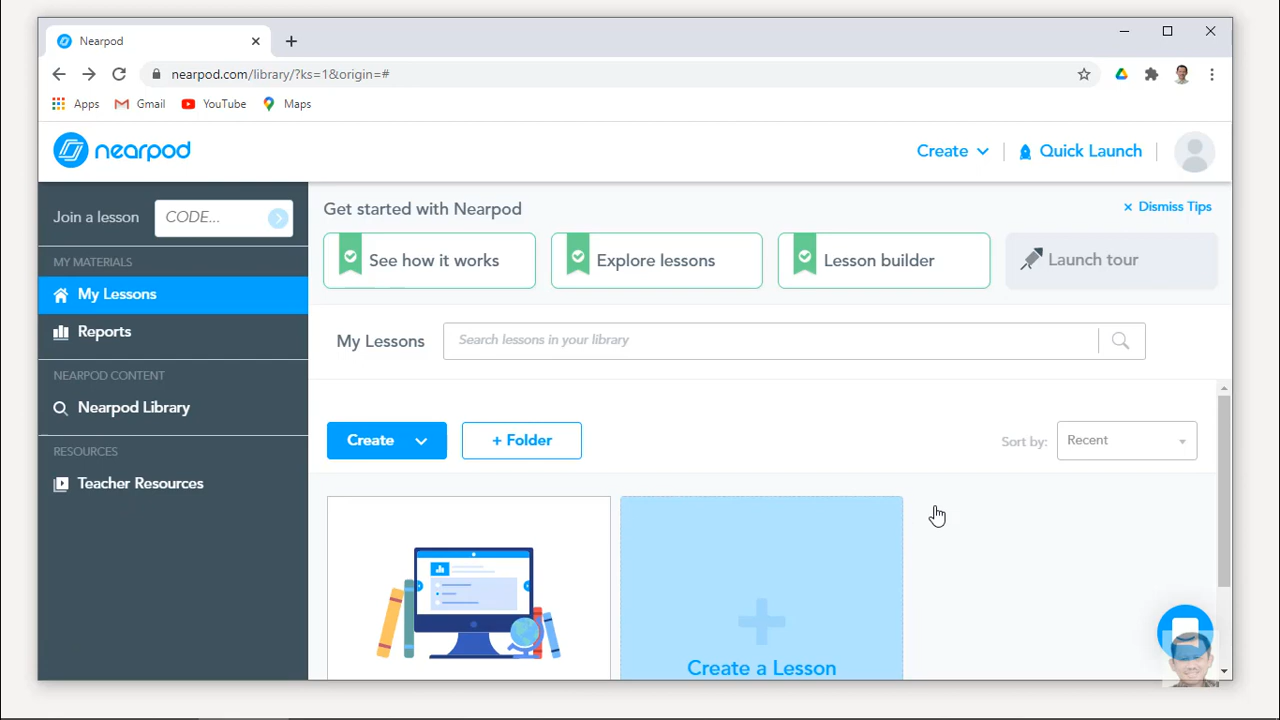 Nearpod
nearpod.com/library/?ks=1&origin=#
Apps Gmail YouTube Maps
nearpod
Create Quick Launch
Join a lesson CODE...
MY MATERIALS
My Lessons
Reports
NEARPOD CONTENT
Nearpod Library
RESOURCES
Teacher Resources
Get started with Nearpod
× Dismiss Tips
See how it works Explore lessons Lesson builder Launch tour
My Lessons Search lessons in your library
Create + Folder Sort by: Recent
Create a Lesson